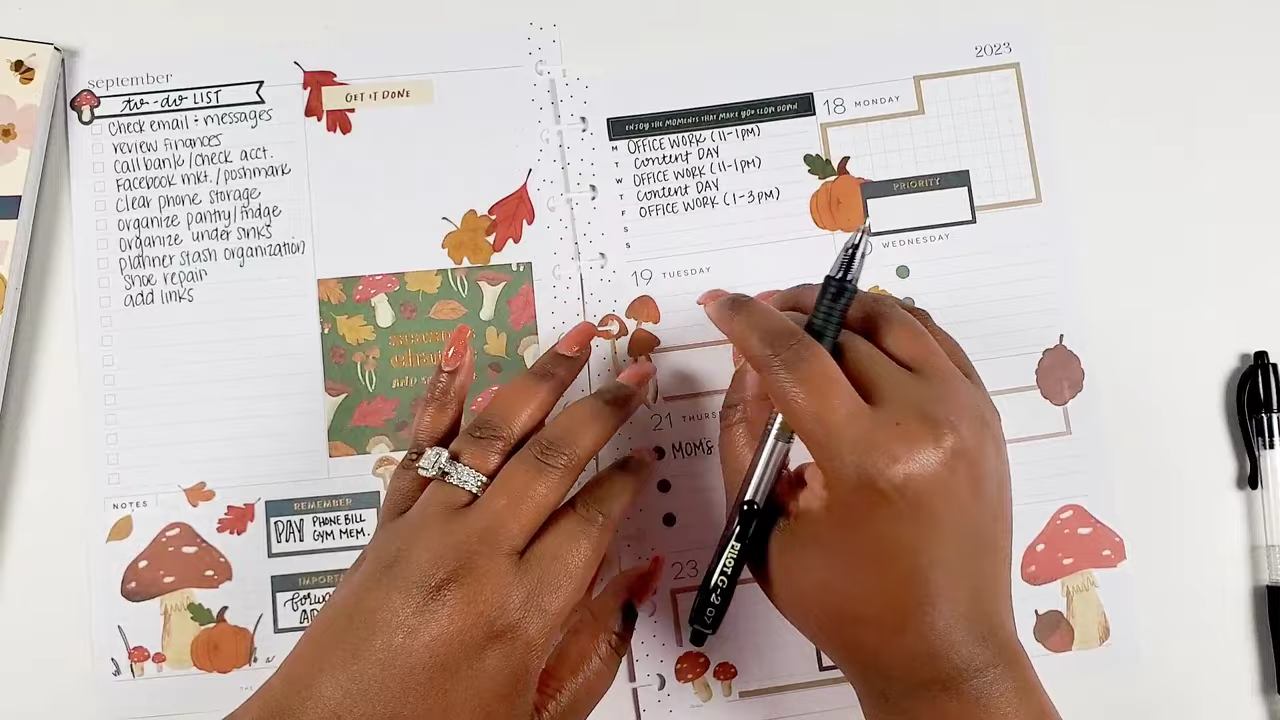 september
to-do LIST
check email + messages
review finances
call bank/check acct.
Facebook mkt./poshmark
clear phone storage
organize pantry/fridge
organize under sinks
planner stash organization
shoe repair
add links
GET IT DONE
NOTES
REMEMBER
PAY PHONE BILL
GYM MEM.
2023
ENJOY THE MOMENTS THAT MAKE YOU SLOW DOWN
M OFFICE WORK (11-1PM)
T content DAY
W OFFICE WORK (11-1PM)
T content DAY
F OFFICE WORK (1-3PM)
S
S
18 MONDAY
PRIORITY
19 TUESDAY
WEDNESDAY
21
MOM'S
23
PILOT G-2 07